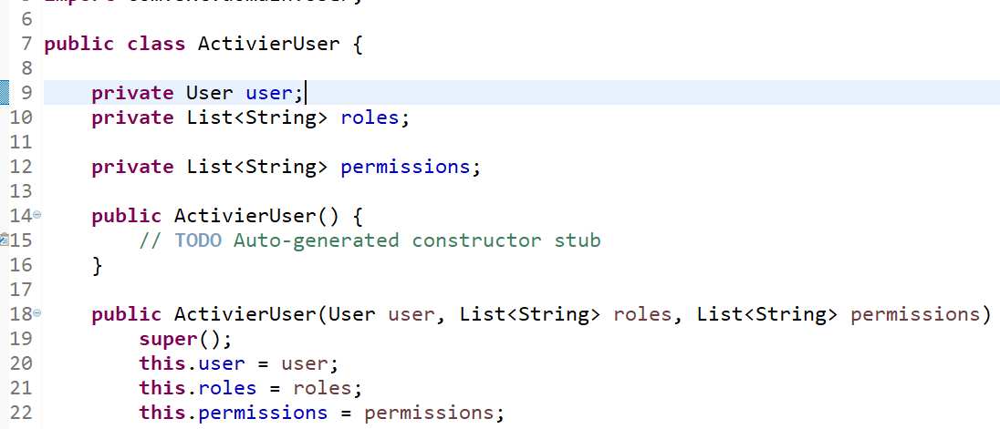 6
7 public class ActivierUser {
8
9     private User user;
10     private List<String> roles;
11
12     private List<String> permissions;
13
14     public ActivierUser() {
15         // TODO Auto-generated constructor stub
16     }
17
18     public ActivierUser(User user, List<String> roles, List<String> permissions)
19         super();
20         this.user = user;
21         this.roles = roles;
22         this.permissions = permissions;